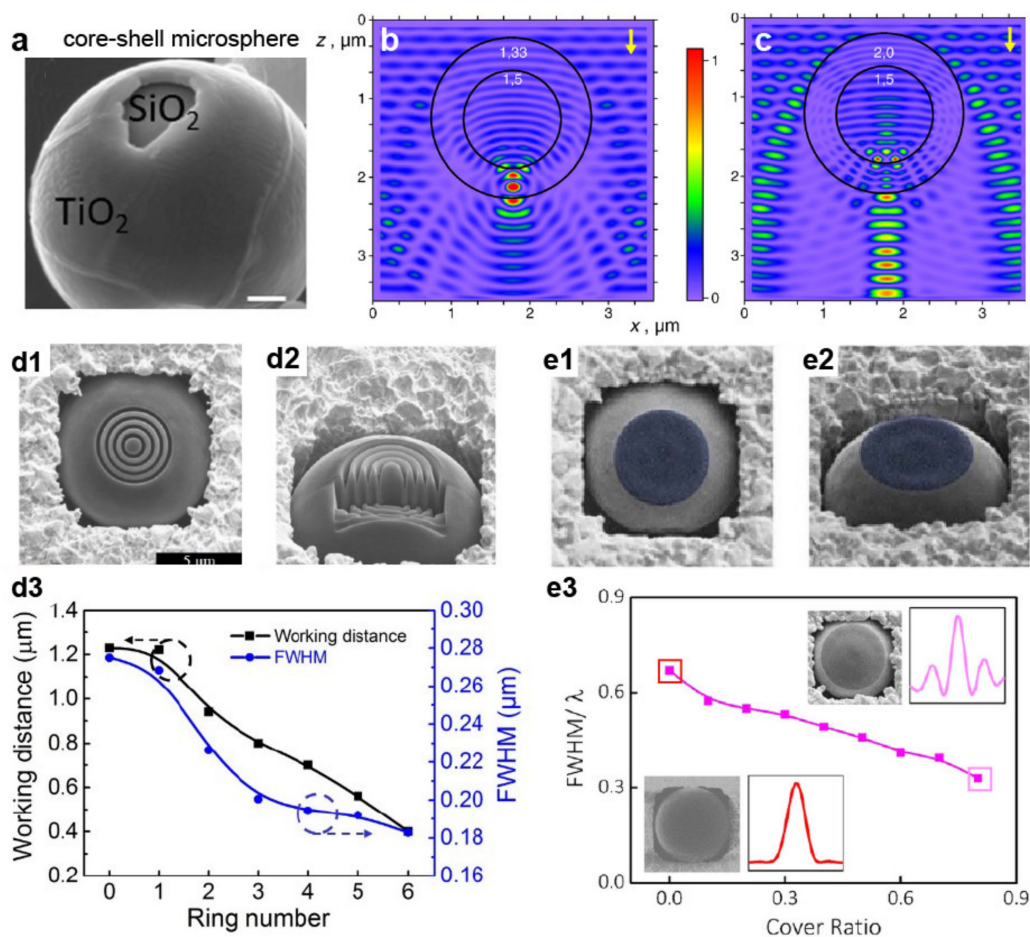 a
core-shell microsphere
SiO₂
TiO₂
b
z, µm
0
1
2
3
1,33
1,5
0
1
2
3
x, µm
1
0
c
0
1
2
3
2,0
1,5
0
1
2
3
d1
5 µm
d2
e1
e2
d3
Working distance (µm)
1.4
1.2
1.0
0.8
0.6
0.4
0.2
Working distance
FWHM
0.30
0.28
0.26
0.24
0.22
0.20
0.18
0.16
FWHM (µm)
0 1 2 3 4 5 6
Ring number
e3
FWHM/ λ
0.9
0.6
0.3
0.0
0.0 0.3 0.6 0.9
Cover Ratio